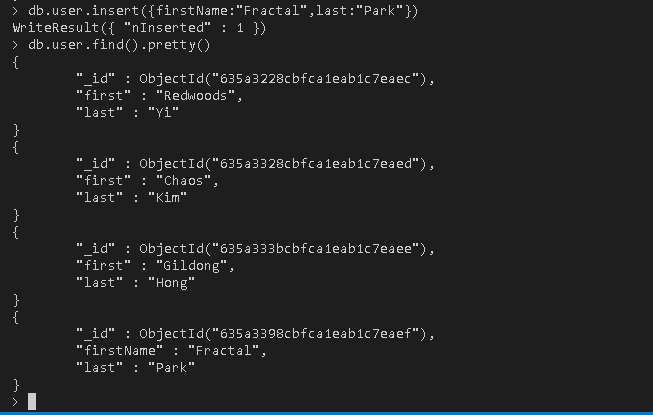 > db.user.insert({firstName:"Fractal",last:"Park"})
WriteResult({ "nInserted" : 1 })
> db.user.find().pretty()
{
        "_id" : ObjectId("635a3228cbfca1eab1c7eaec"),
        "first" : "Redwoods",
        "last" : "Yi"
}
{
        "_id" : ObjectId("635a3328cbfca1eab1c7eaed"),
        "first" : "Chaos",
        "last" : "Kim"
}
{
        "_id" : ObjectId("635a333bcbfca1eab1c7eaee"),
        "first" : "Gildong",
        "last" : "Hong"
}
{
        "_id" : ObjectId("635a3398cbfca1eab1c7eaef"),
        "firstName" : "Fractal",
        "last" : "Park"
}
>